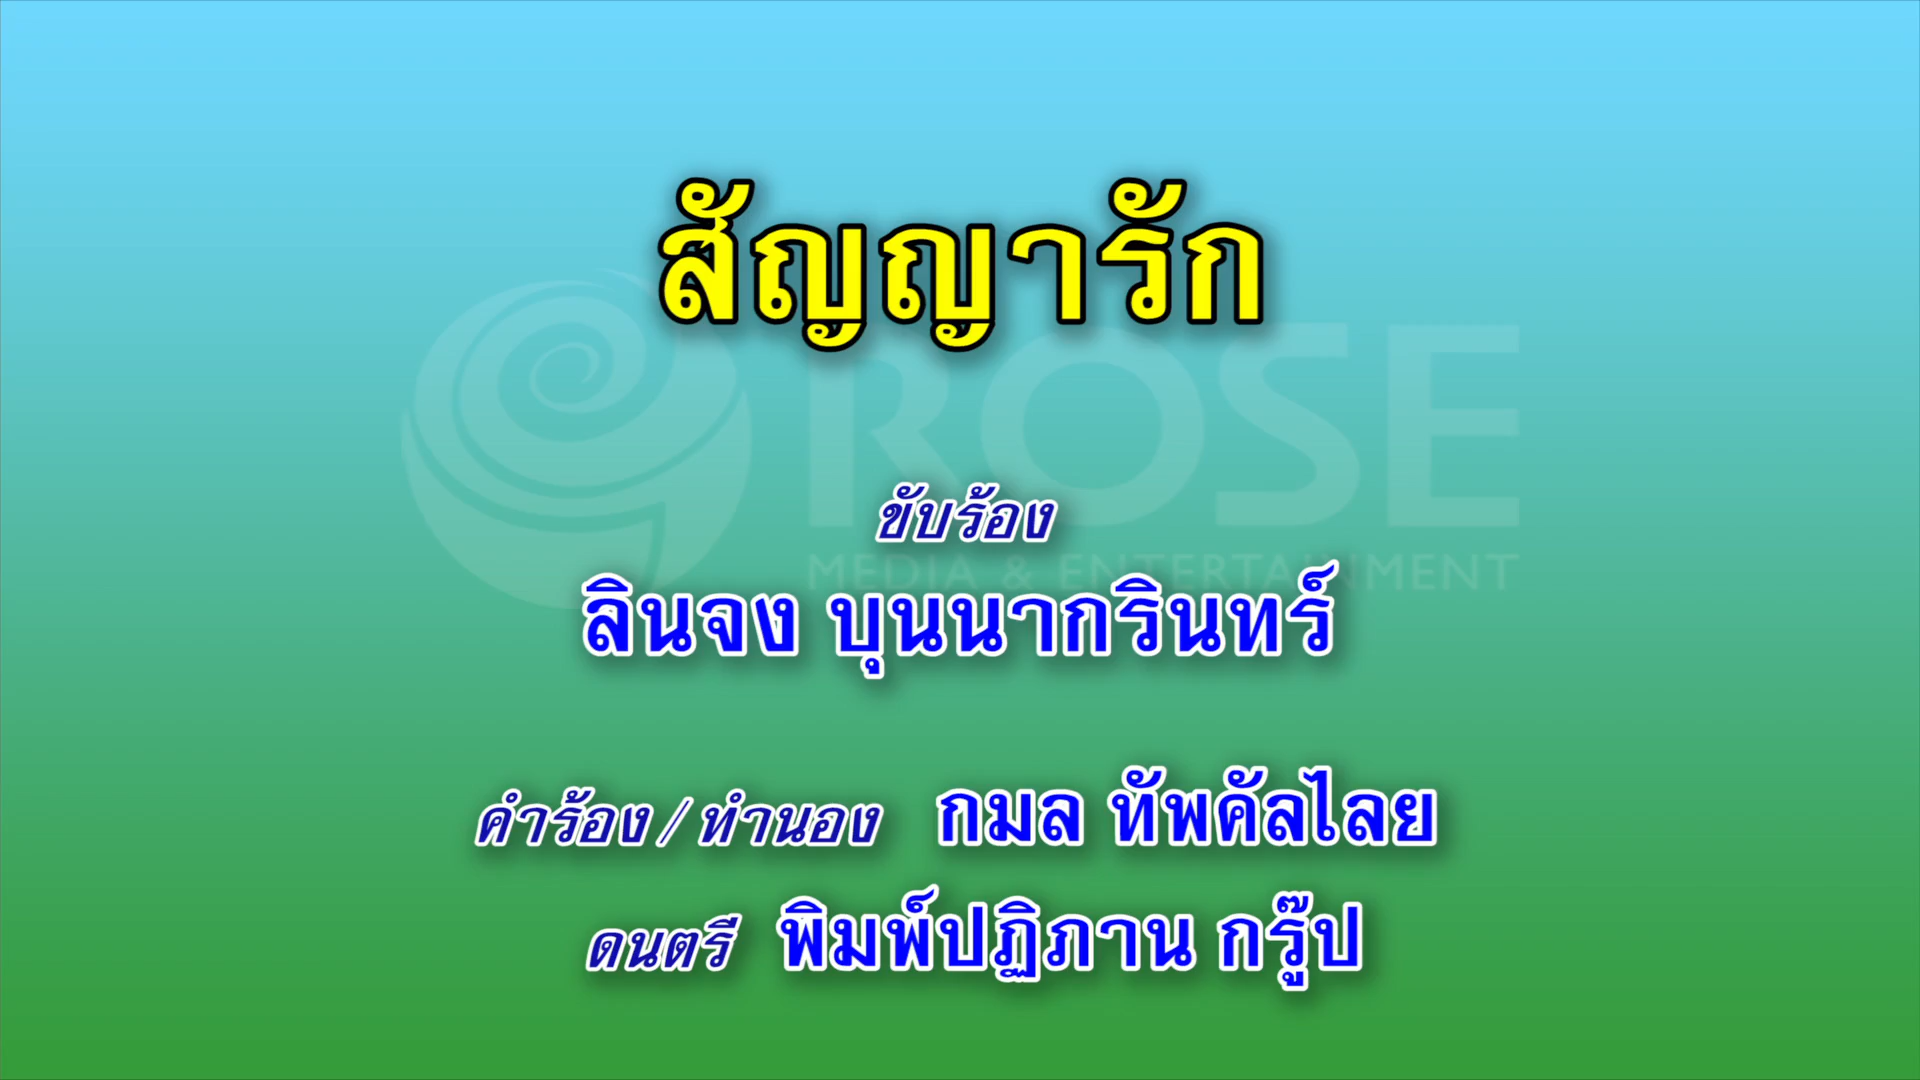 สัญญารัก
ROSE
MEDIA & ENTERTAINMENT
ขับร้อง
ลินจง บุนนากรินทร์
คำร้อง / ทำนอง กมล ทัพคัลไลย
ดนตรี พิมพ์ปฏิภาน กรู๊ป